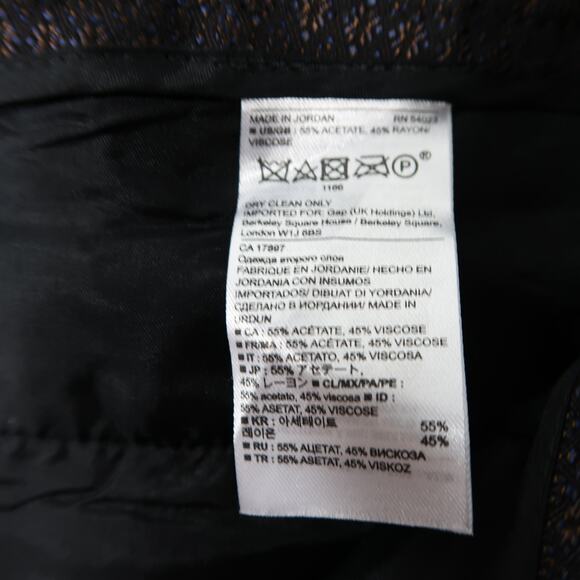 MADE IN JORDAN RN 54023
■ US/GB : 55% ACETATE, 45% RAYON/
VISCOSE
P ®
1100
DRY CLEAN ONLY
IMPORTED FOR: Gap (UK Holdings) Ltd,
Berkeley Square House / Berkeley Square,
London W1J 6BS
CA 17897
Одежда второго слоя
FABRIQUÉ EN JORDANIE/ HECHO EN
JORDANIA CON INSUMOS
IMPORTADOS/ DIBUAT DI YORDANIA/
СДЕЛАНО В ИОРДАНИИ/ MADE IN
URDUN
■ CA : 55% ACÉTATE, 45% VISCOSE
■ FR/MA : 55% ACÉTATE, 45% VISCOSE
■ IT : 55% ACETATO, 45% VISCOSA
■ JP : 55% アセテート,
45% レーヨン ■ CL/MX/PA/PE :
55% acetato, 45% viscosa ■ ID :
55% ASETAT, 45% VISCOSE
■ KR : 아세테이트 55%
레이온 45%
■ RU : 55% АЦЕТАТ, 45% ВИСКОЗА
■ TR : 55% ASETAT, 45% VISKOZ